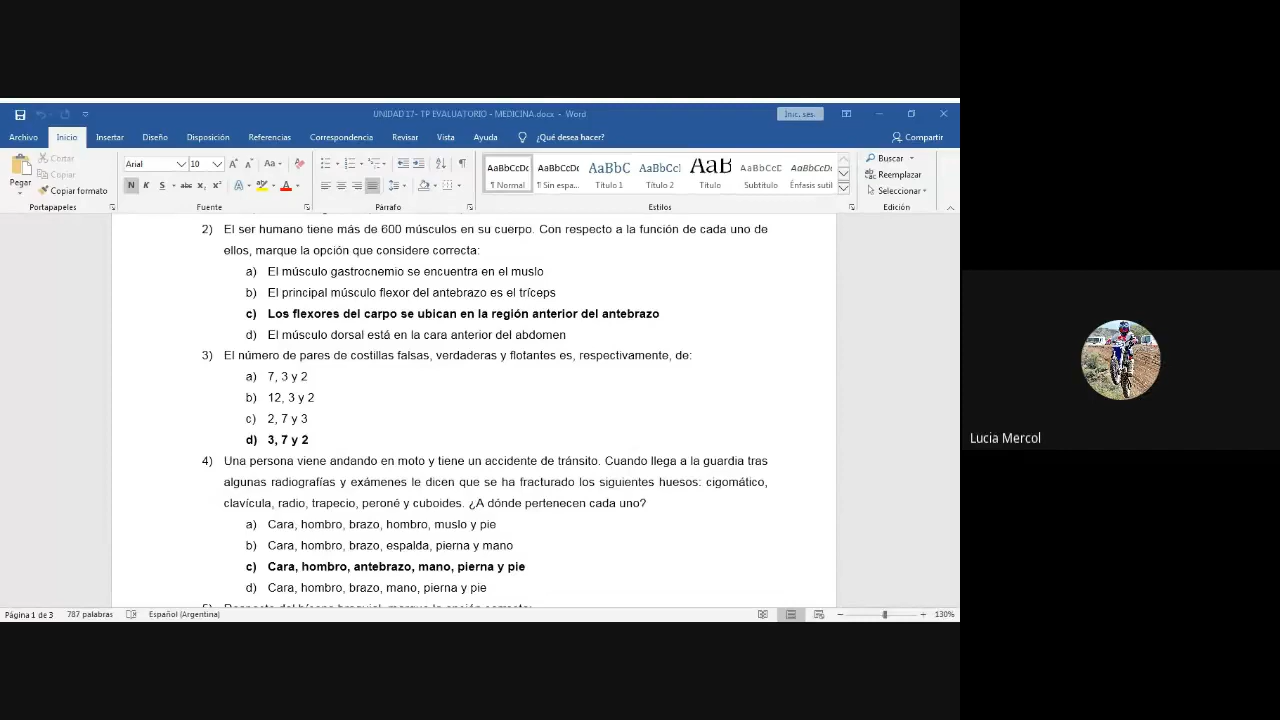 UNIDAD 17- TP EVALUATORIO - MEDICINA.docx - Word
Inic. ses.
Archivo Inicio Insertar Diseño Disposición Referencias Correspondencia Revisar Vista Ayuda ¿Qué desea hacer? Compartir
Pegar
Cortar
Copiar
Copiar formato
Portapapeles
Arial 10
Fuente
Párrafo
AaBbCcDc AaBbCcDc AaBbC AaBbCcl AaB AaBbCcC AaBbCcDc
¶ Normal ¶ Sin espa... Título 1 Título 2 Título Subtítulo Énfasis sutil
Estilos
Buscar
Reemplazar
Seleccionar
Edición
2) El ser humano tiene más de 600 músculos en su cuerpo. Con respecto a la función de cada uno de
ellos, marque la opción que considere correcta:
a) El músculo gastrocnemio se encuentra en el muslo
b) El principal músculo flexor del antebrazo es el tríceps
c) Los flexores del carpo se ubican en la región anterior del antebrazo
d) El músculo dorsal está en la cara anterior del abdomen
3) El número de pares de costillas falsas, verdaderas y flotantes es, respectivamente, de:
a) 7, 3 y 2
b) 12, 3 y 2
c) 2, 7 y 3
d) 3, 7 y 2
4) Una persona viene andando en moto y tiene un accidente de tránsito. Cuando llega a la guardia tras
algunas radiografías y exámenes le dicen que se ha fracturado los siguientes huesos: cigomático,
clavícula, radio, trapecio, peroné y cuboides. ¿A dónde pertenecen cada uno?
a) Cara, hombro, brazo, hombro, muslo y pie
b) Cara, hombro, brazo, espalda, pierna y mano
c) Cara, hombro, antebrazo, mano, pierna y pie
d) Cara, hombro, brazo, mano, pierna y pie
Página 1 de 3 787 palabras Español (Argentina) 130%
Lucia Mercol